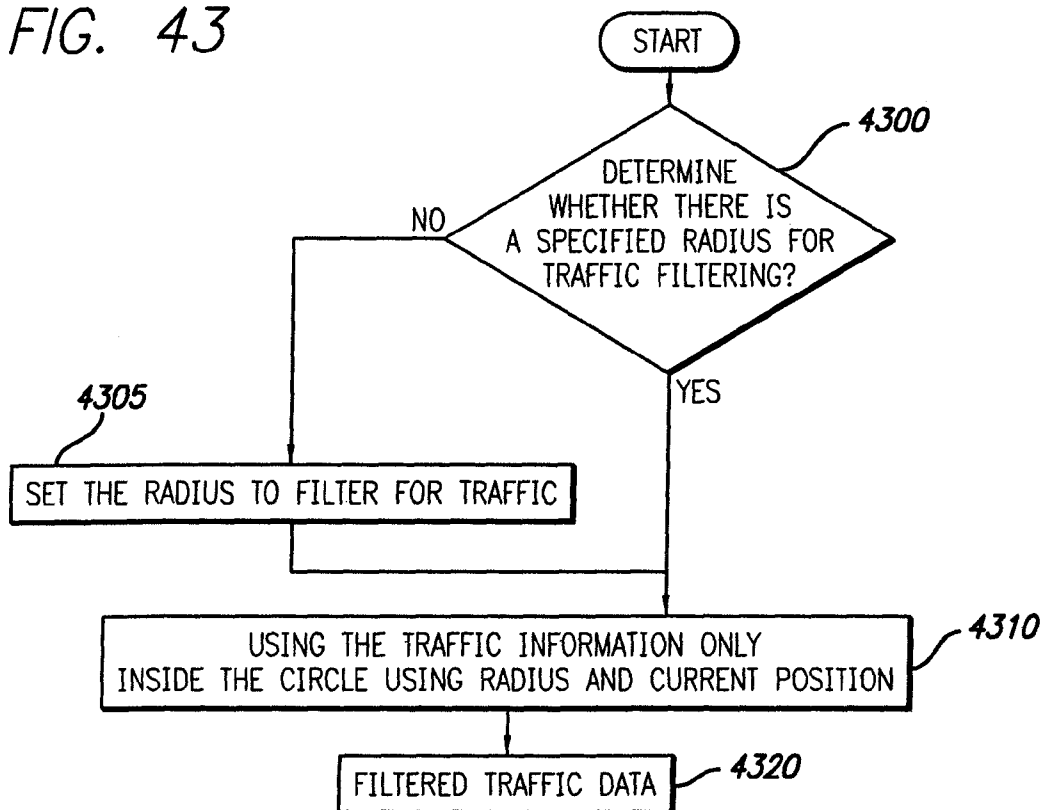 FIG. 43
START
4300
DETERMINE
WHETHER THERE IS
A SPECIFIED RADIUS FOR
TRAFFIC FILTERING?
NO
YES
4305
SET THE RADIUS TO FILTER FOR TRAFFIC
USING THE TRAFFIC INFORMATION ONLY
INSIDE THE CIRCLE USING RADIUS AND CURRENT POSITION
4310
FILTERED TRAFFIC DATA
4320